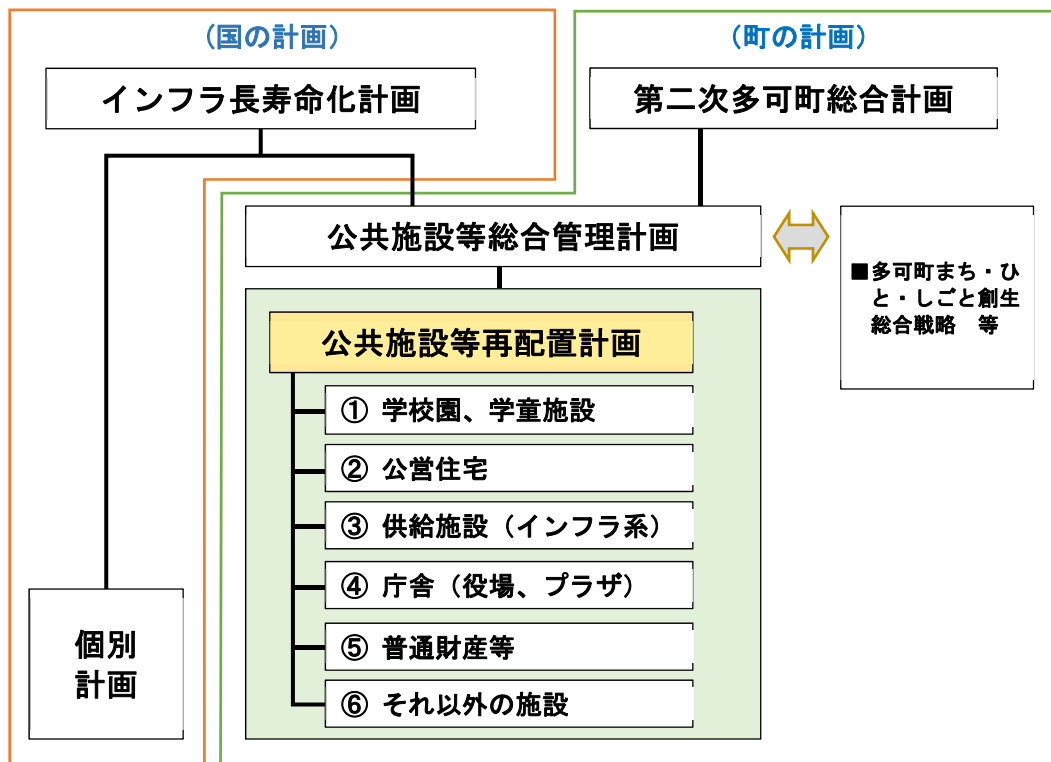 (国の計画)
(町の計画)
インフラ長寿命化計画
第二次多可町総合計画
公共施設等総合管理計画
■多可町まち・ひ
と・しごと創生
総合戦略　等
公共施設等再配置計画
① 学校園、学童施設
② 公営住宅
③ 供給施設（インフラ系）
④ 庁舎（役場、プラザ）
⑤ 普通財産等
⑥ それ以外の施設
個別
計画